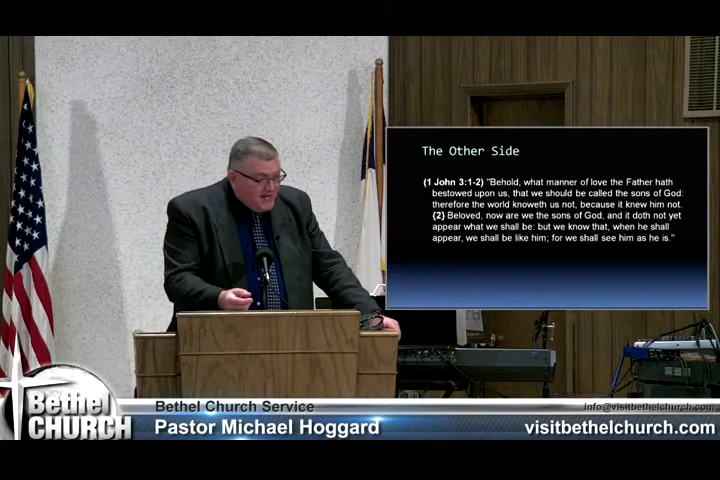 The Other Side
(1 John 3:1-2) "Behold, what manner of love the Father hath
bestowed upon us, that we should be called the sons of God:
therefore the world knoweth us not, because it knew him not.
{2} Beloved, now are we the sons of God, and it doth not yet
appear what we shall be: but we know that, when he shall
appear, we shall be like him; for we shall see him as he is."
Bethel
CHURCH
Bethel Church Service
info@visitbethelchurch.com
Pastor Michael Hoggard
visitbethelchurch.com